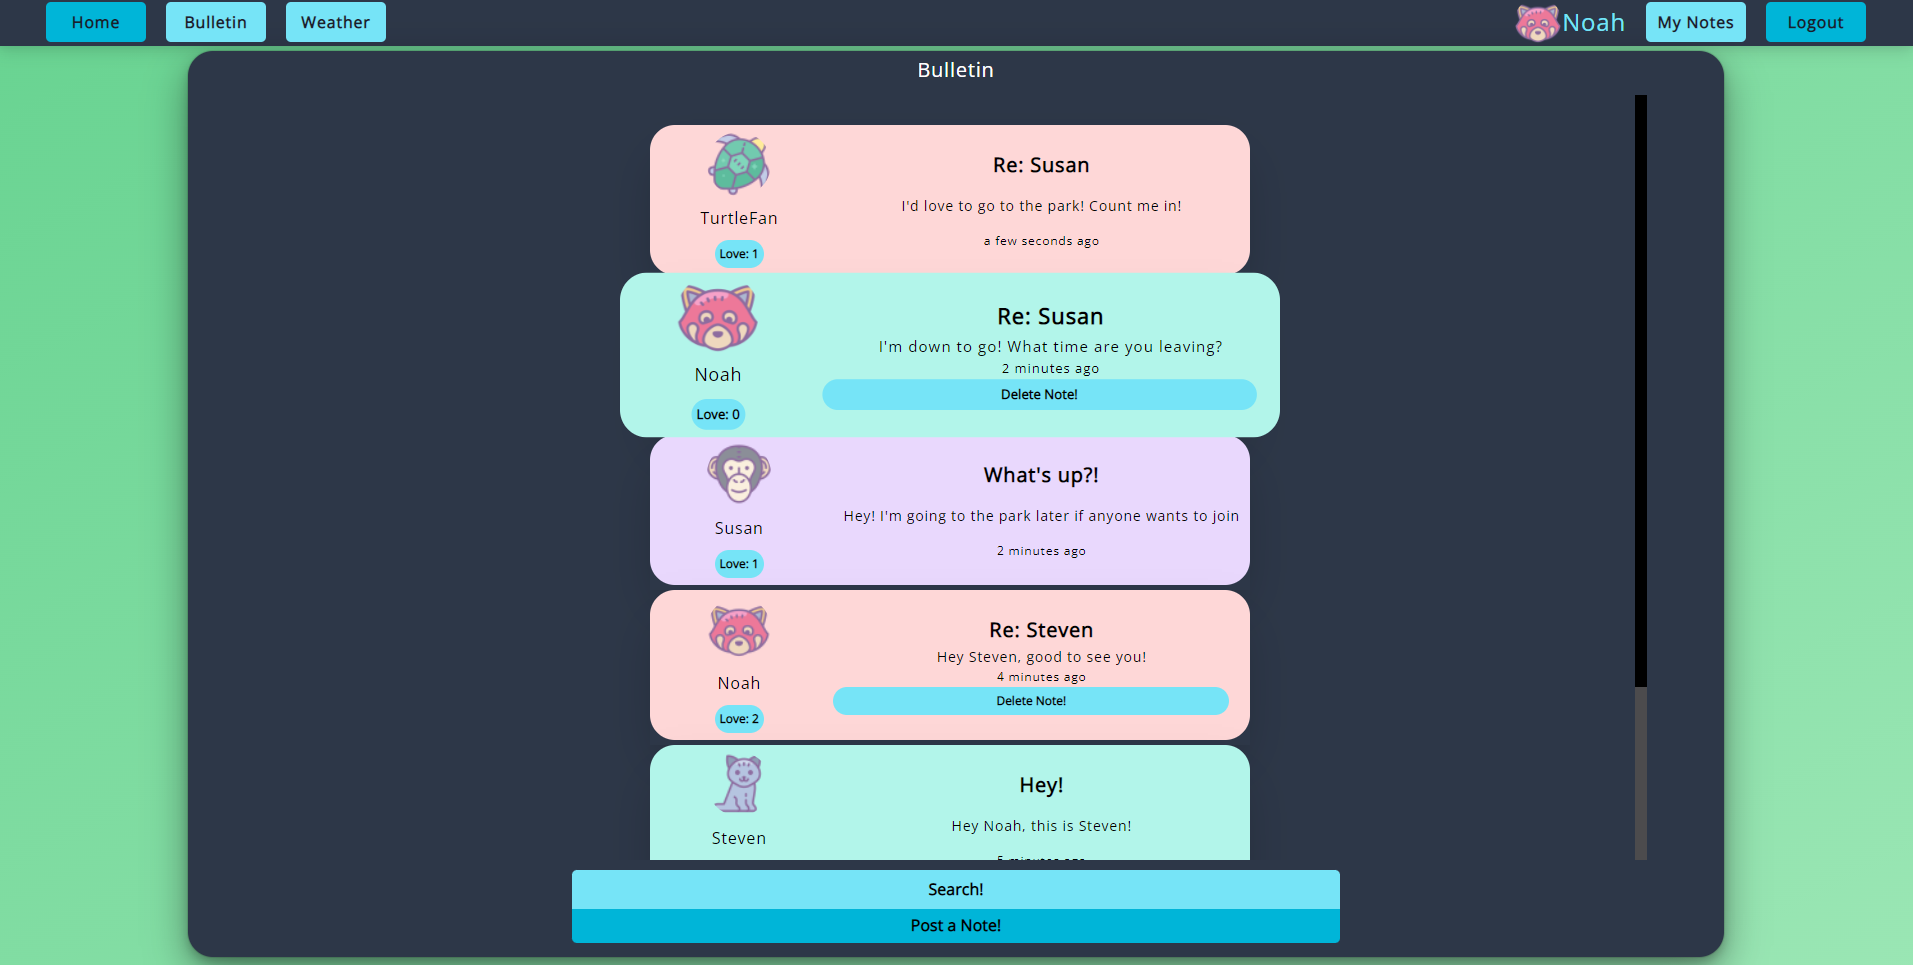 Home
Bulletin
Weather
Noah
My Notes
Logout
Bulletin
Re: Susan
I'd love to go to the park! Count me in!
a few seconds ago
TurtleFan
Love: 1
Re: Susan
I'm down to go! What time are you leaving?
2 minutes ago
Delete Note!
Noah
Love: 0
What's up?!
Hey! I'm going to the park later if anyone wants to join
2 minutes ago
Susan
Love: 1
Re: Steven
Hey Steven, good to see you!
4 minutes ago
Delete Note!
Noah
Love: 2
Hey!
Hey Noah, this is Steven!
5 minutes ago
Steven
Search!
Post a Note!